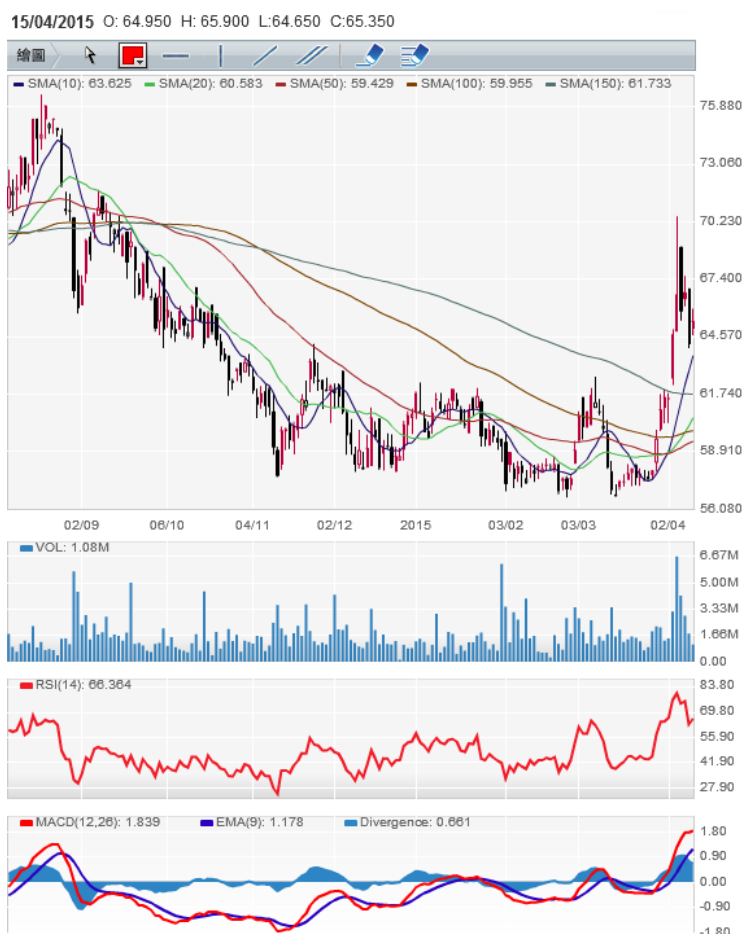 15/04/2015 O: 64.950 H: 65.900 L:64.650 C:65.350
繪圖
SMA(10): 63.625 SMA(20): 60.583 SMA(50): 59.429 SMA(100): 59.955 SMA(150): 61.733
75.880
73.060
70.230
67.400
64.570
61.740
58.910
56.080
02/09 06/10 04/11 02/12 2015 03/02 03/03 02/04
VOL: 1.08M
6.67M
5.00M
3.33M
1.66M
0.00
RSI(14): 66.364
83.80
69.80
55.90
41.90
27.90
MACD(12,26): 1.839 EMA(9): 1.178 Divergence: 0.661
1.80
0.90
0.00
-0.90
-1.80